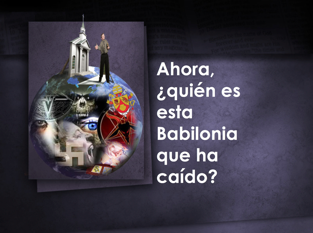 Ahora,
¿quién es
esta
Babilonia
que ha
caído?